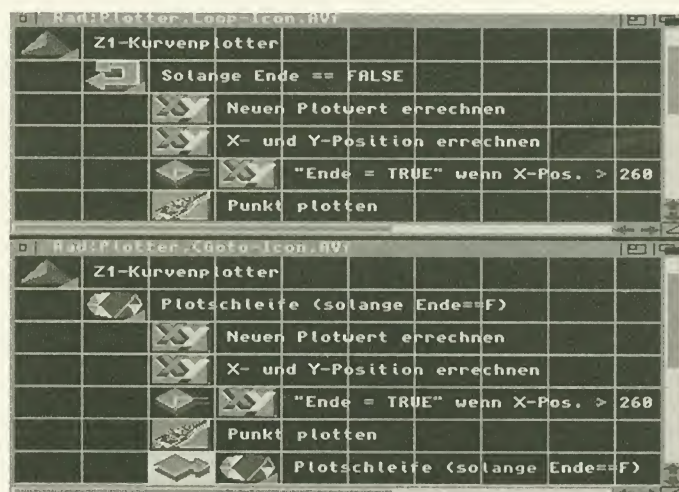 Rad:Plotter.Loop-Icon.AVf
Z1-Kurvenplotter
Solange Ende == FALSE
Neuen Plotwert errechnen
X- und Y-Position errechnen
"Ende = TRUE" wenn X-Pos. > 260
Punkt plotten
Rad:Plotter.CGoto-Icon.AVf
Z1-Kurvenplotter
Plotschleife (solange Ende==F)
Neuen Plotwert errechnen
X- und Y-Position errechnen
"Ende = TRUE" wenn X-Pos. > 260
Punkt plotten
Plotschleife (solange Ende==F)